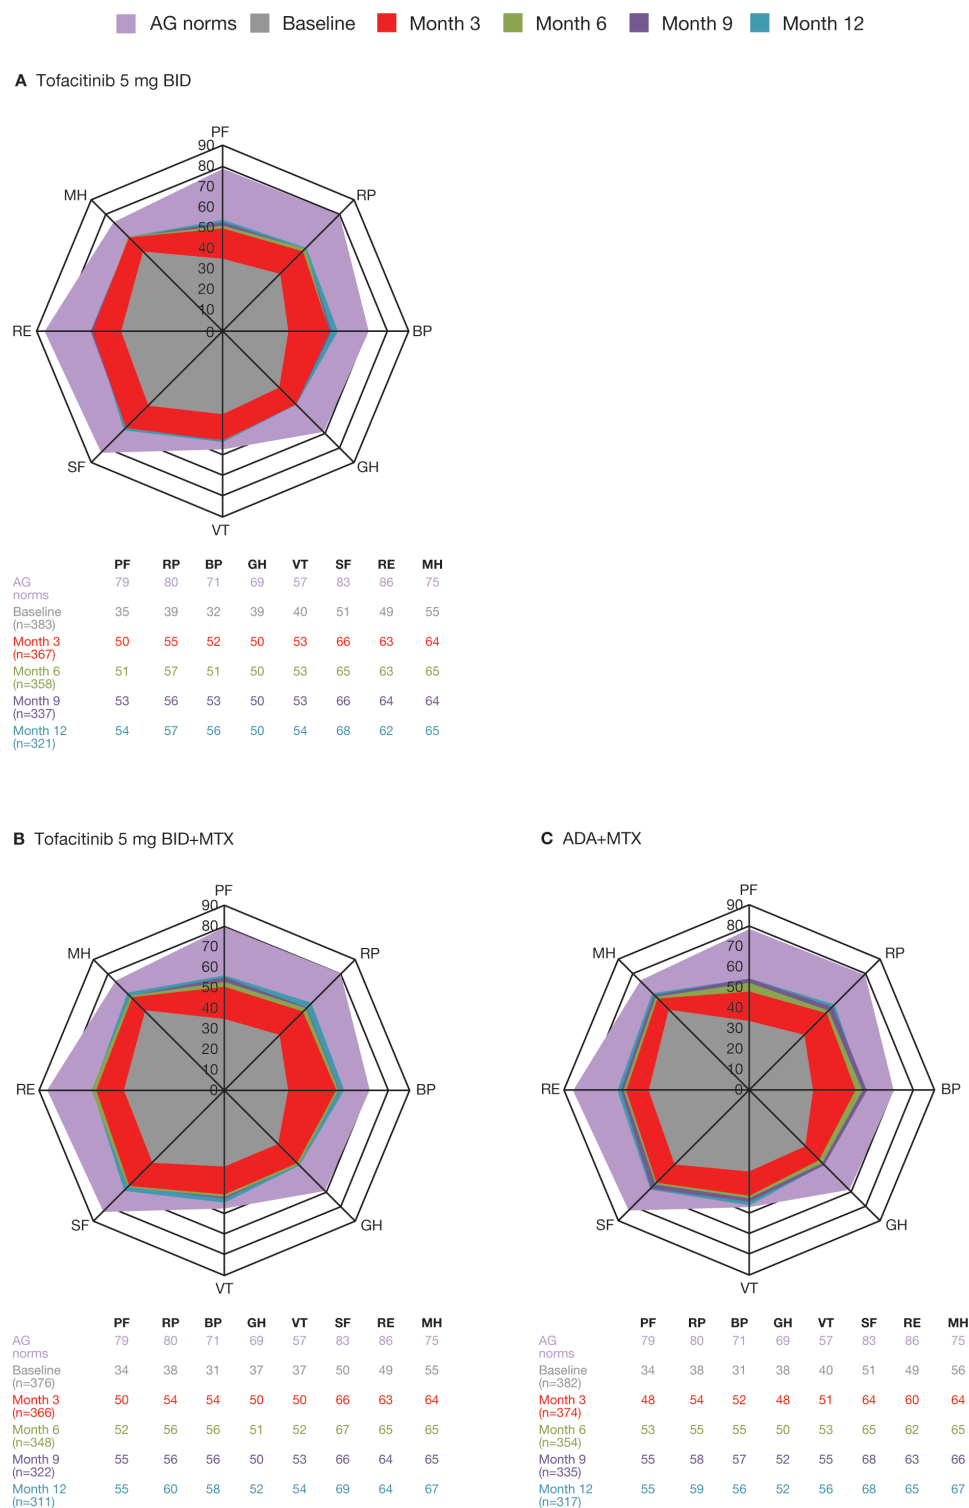 AG norms Baseline Month 3 Month 6 Month 9 Month 12
A Tofacitinib 5 mg BID
PF
90
80
MH RP
70
60
50
40
30
20
10
RE 0 BP
SF GH
VT
PF RP BP GH VT SF RE MH
AG 79 80 71 69 57 83 86 75
norms
Baseline 35 39 32 39 40 51 49 55
(n=383)
Month 3 50 55 52 50 53 66 63 64
(n=367)
Month 6 51 57 51 50 53 65 63 65
(n=358)
Month 9 53 56 53 50 53 66 64 64
(n=337)
Month 12 54 57 56 50 54 68 62 65
(n=321)
B Tofacitinib 5 mg BID+MTX
PF
90
80
MH RP
70
60
50
40
30
20
10
RE 0 BP
SF GH
VT
PF RP BP GH VT SF RE MH
AG 79 80 71 69 57 83 86 75
norms
Baseline 34 38 31 37 37 50 49 55
(n=376)
Month 3 50 54 54 50 50 66 63 64
(n=366)
Month 6 52 56 56 51 52 67 65 65
(n=348)
Month 9 55 56 56 50 53 66 64 65
(n=322)
Month 12 55 60 58 52 54 69 64 67
(n=311)
C ADA+MTX
PF
90
80
MH RP
70
60
50
40
30
20
10
RE 0 BP
SF GH
VT
PF RP BP GH VT SF RE MH
AG 79 80 71 69 57 83 86 75
norms
Baseline 34 38 31 38 40 51 49 56
(n=382)
Month 3 48 54 52 48 51 64 60 64
(n=374)
Month 6 53 55 55 50 53 65 62 65
(n=354)
Month 9 55 58 57 52 55 68 63 66
(n=335)
Month 12 55 59 56 52 56 68 65 67
(n=317)